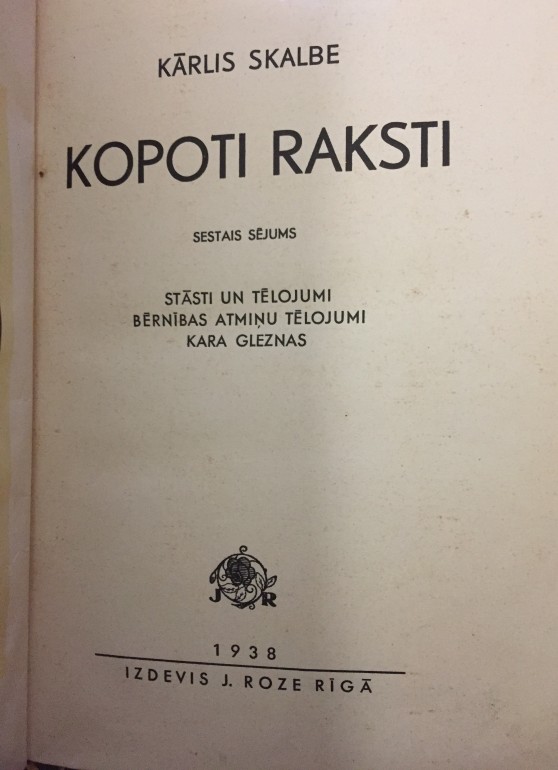 KĀRLIS SKALBE
KOPOTI RAKSTI
SESTAIS SĒJUMS
STĀSTI UN TĒLOJUMI
BĒRNĪBAS ATMIŅU TĒLOJUMI
KARA GLEZNAS
J R
1938
IZDEVIS J. ROZE RĪGĀ